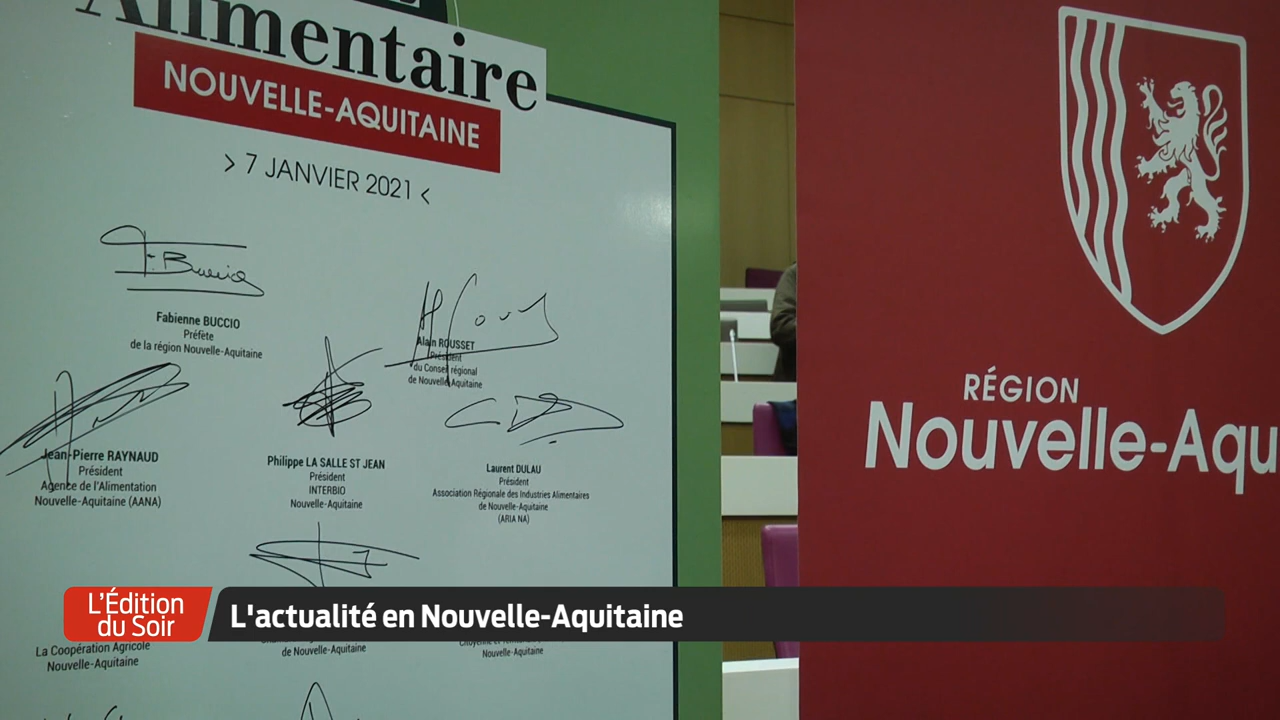 Alimentaire
NOUVELLE-AQUITAINE
> 7 JANVIER 2021 <
Fabienne BUCCIO
Préfète
de la région Nouvelle-Aquitaine
Alain ROUSSET
Président
du Conseil régional
de Nouvelle-Aquitaine
Jean-Pierre RAYNAUD
Président
Agence de l'Alimentation
Nouvelle-Aquitaine (AANA)
Philippe LA SALLE ST JEAN
Président
INTERBIO
Nouvelle-Aquitaine
Laurent DULAU
Président
Association Régionale des Industries Alimentaires
de Nouvelle-Aquitaine
(ARIA NA)
La Coopération Agricole
Nouvelle-Aquitaine
de Nouvelle-Aquitaine
Nouvelle-Aquitaine
RÉGION
Nouvelle-Aqu
L'Édition
du Soir
L'actualité en Nouvelle-Aquitaine